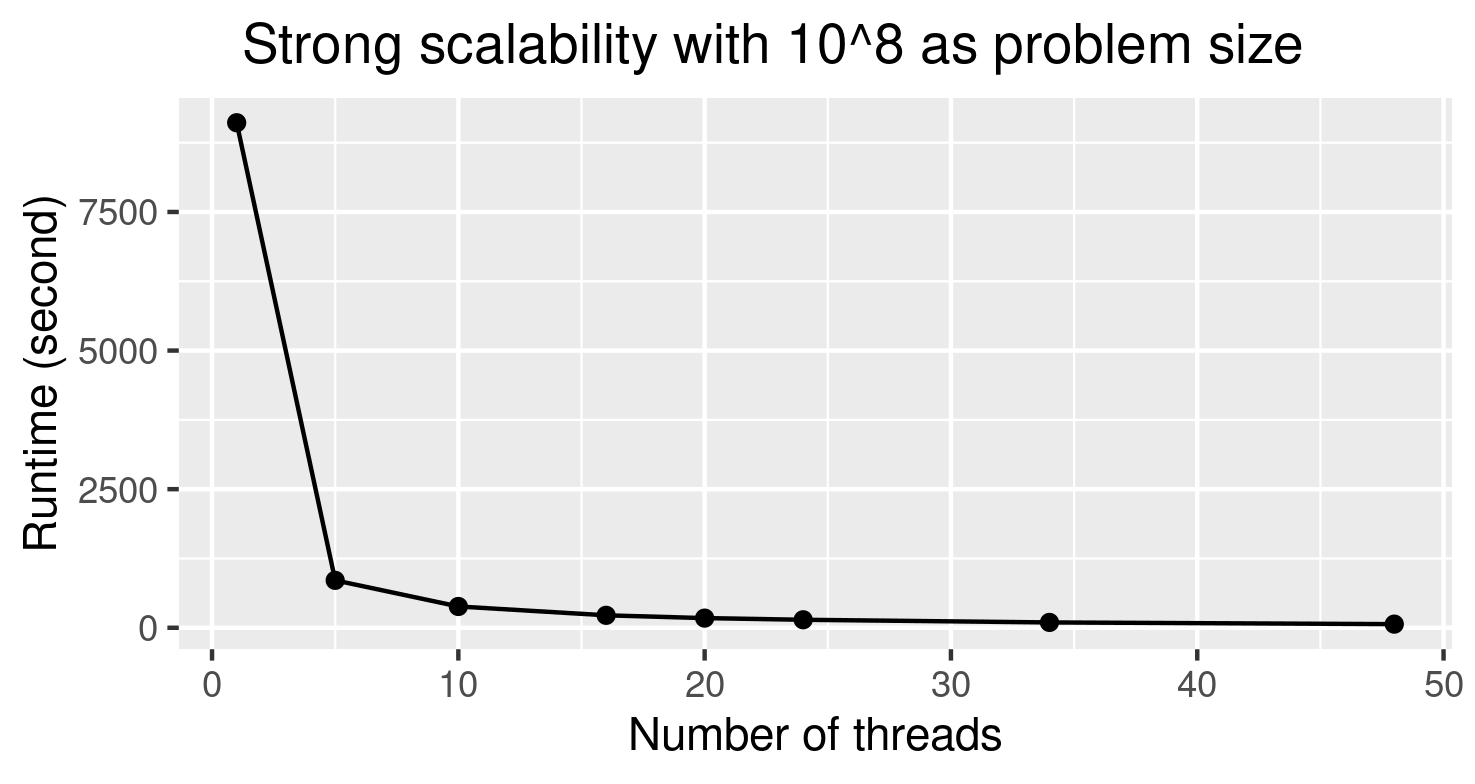 Strong scalability with 10^8 as problem size
Runtime (second)
7500
5000
2500
0
0 10 20 30 40 50
Number of threads